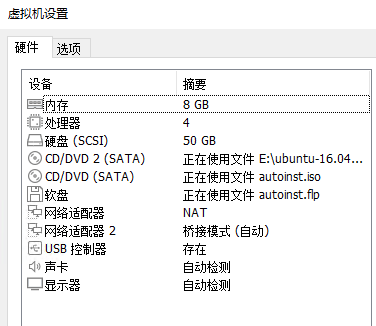 虚拟机设置
硬件 选项
设备 摘要
内存 8 GB
处理器 4
硬盘 (SCSI) 50 GB
CD/DVD 2 (SATA) 正在使用文件 E:\ubuntu-16.04...
CD/DVD (SATA) 正在使用文件 autoinst.iso
软盘 正在使用文件 autoinst.flp
网络适配器 NAT
网络适配器 2 桥接模式 (自动)
USB 控制器 存在
声卡 自动检测
显示器 自动检测